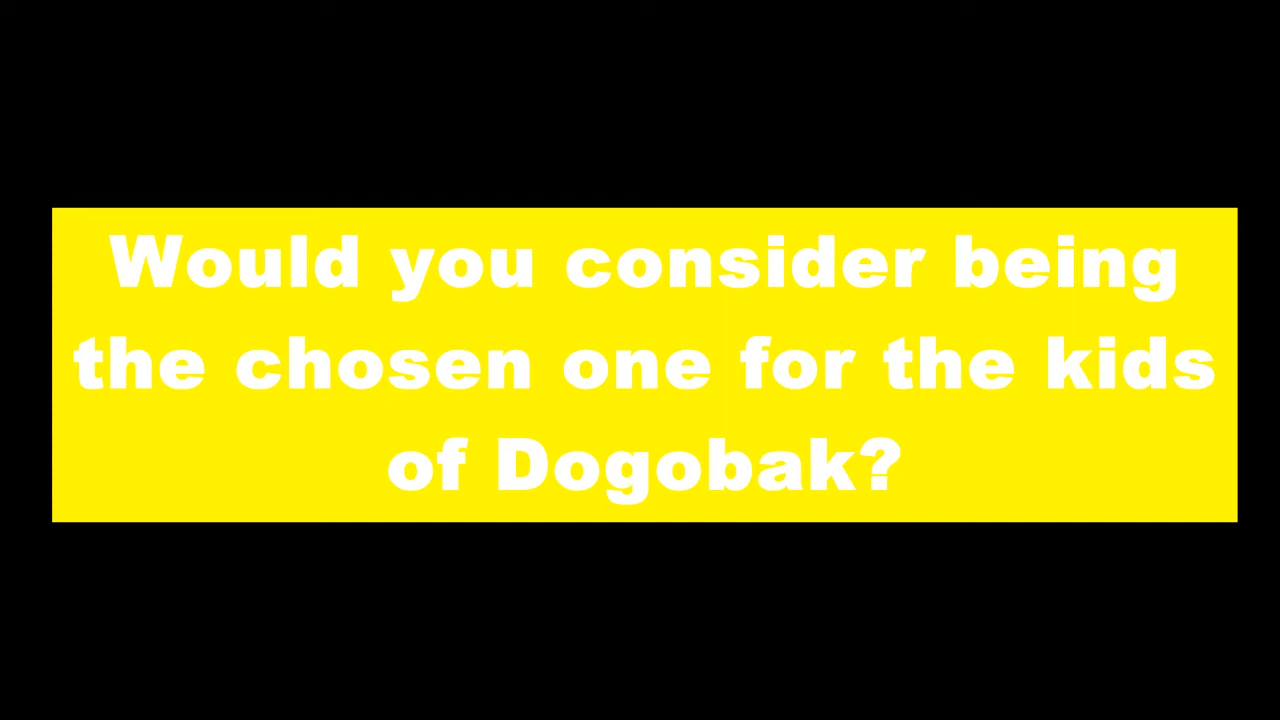 Would you consider being
the chosen one for the kids
of Dogobak?